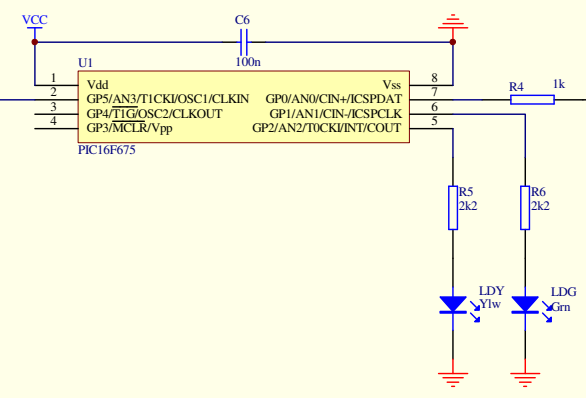 VCC
C6
100n
U1
1 Vdd Vss 8
2 GP5/AN3/T1CKI/OSC1/CLKIN GP0/AN0/CIN+/ICSPDAT 7
3 GP4/T1G/OSC2/CLKOUT GP1/AN1/CIN-/ICSPCLK 6
4 GP3/MCLR/Vpp GP2/AN2/T0CKI/INT/COUT 5
PIC16F675
R4 1k
R5 R6
2k2 2k2
LDY LDG
Ylw Grn